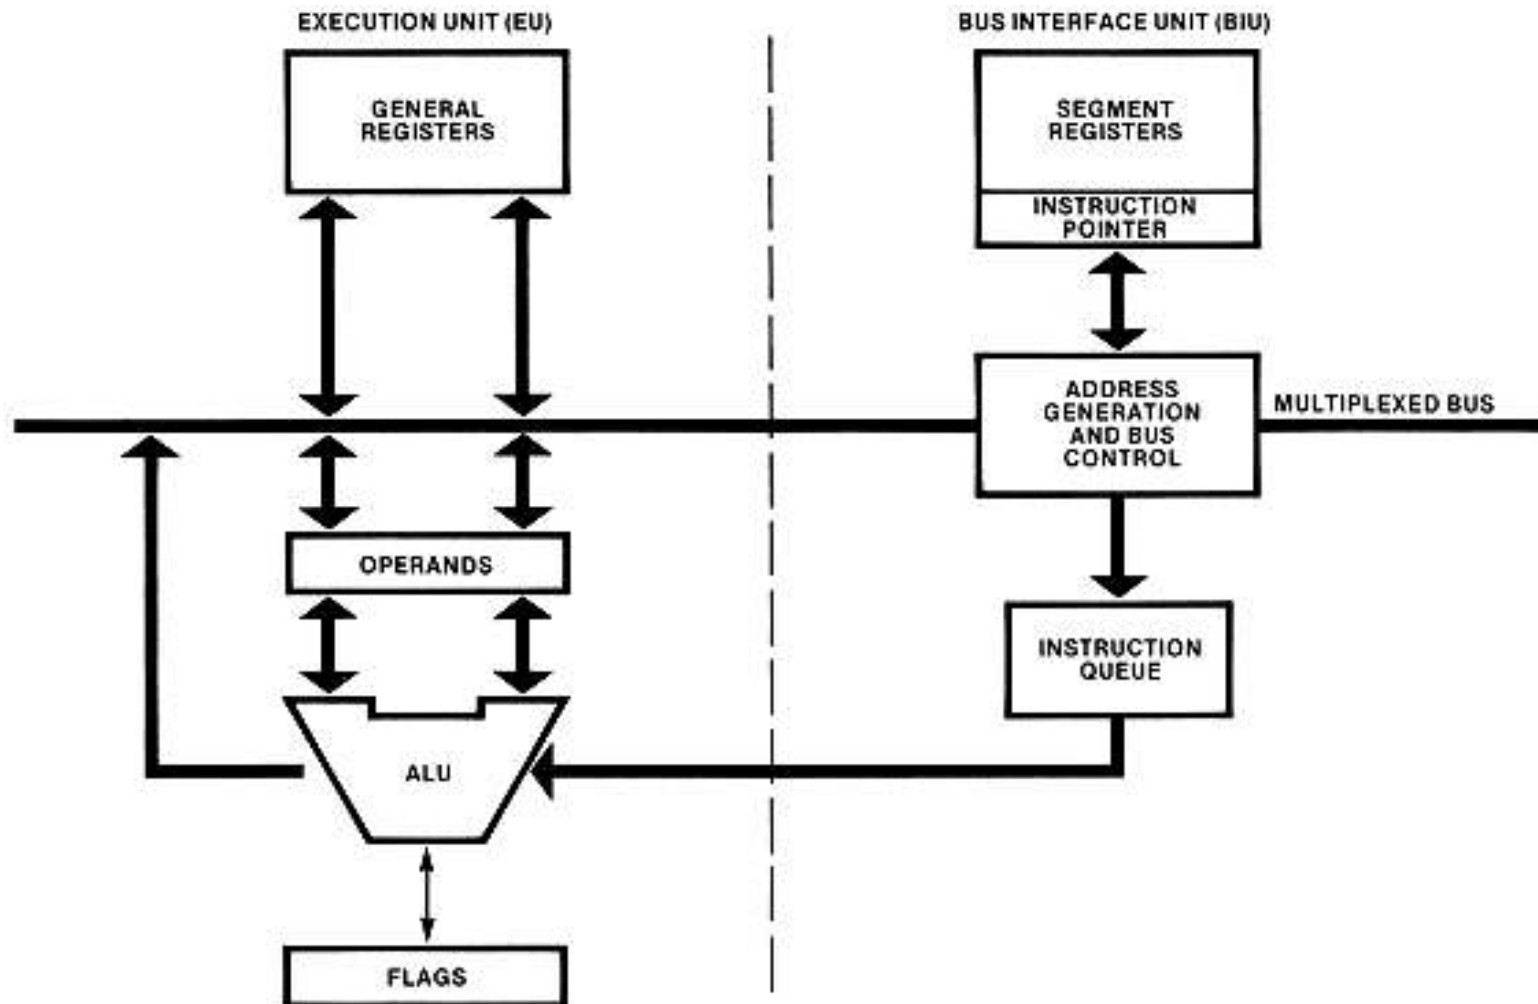 EXECUTION UNIT (EU)
BUS INTERFACE UNIT (BIU)
GENERAL
REGISTERS
SEGMENT
REGISTERS
INSTRUCTION
POINTER
ADDRESS
GENERATION
AND BUS
CONTROL
MULTIPLEXED BUS
OPERANDS
INSTRUCTION
QUEUE
ALU
FLAGS